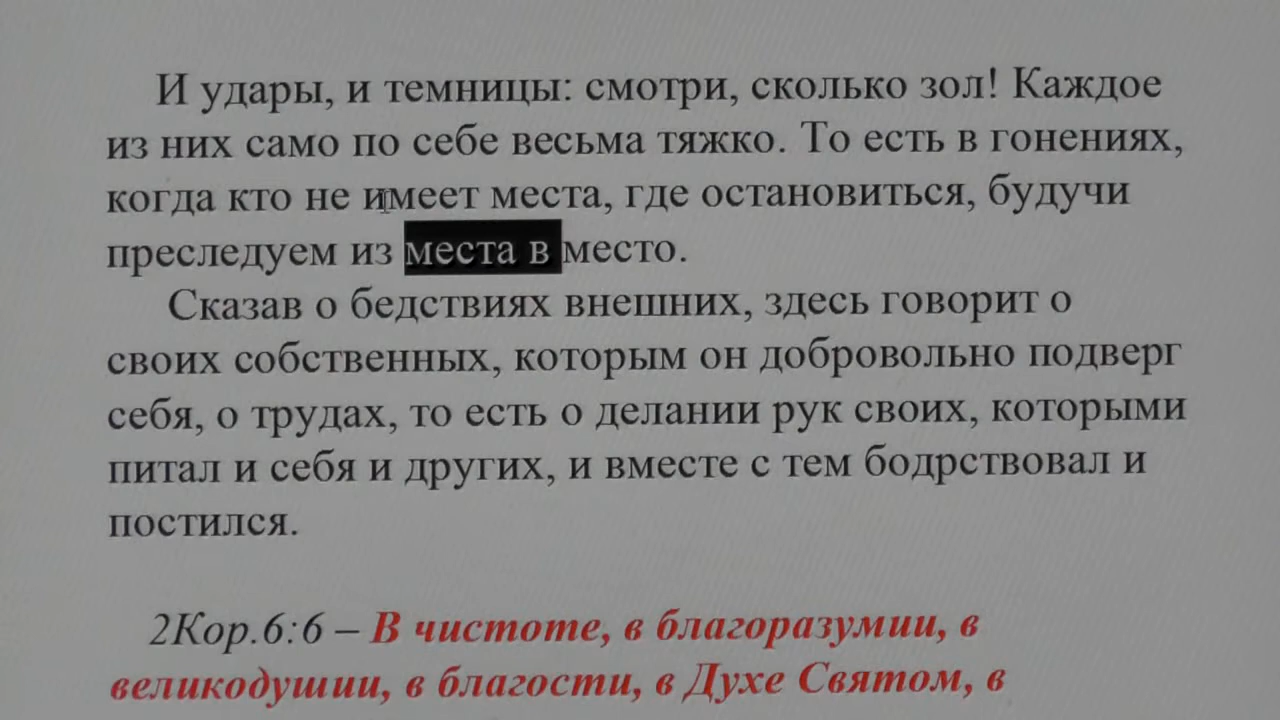 И удары, и темницы: смотри, сколько зол! Каждое
из них само по себе весьма тяжко. То есть в гонениях,
когда кто не имеет места, где остановиться, будучи
преследуем из места в место.
Сказав о бедствиях внешних, здесь говорит о
своих собственных, которым он добровольно подверг
себя, о трудах, то есть о делании рук своих, которыми
питал и себя и других, и вместе с тем бодрствовал и
постился.
2Кор.6:6 – В чистоте, в благоразумии, в
великодушии, в благости, в Духе Святом, в